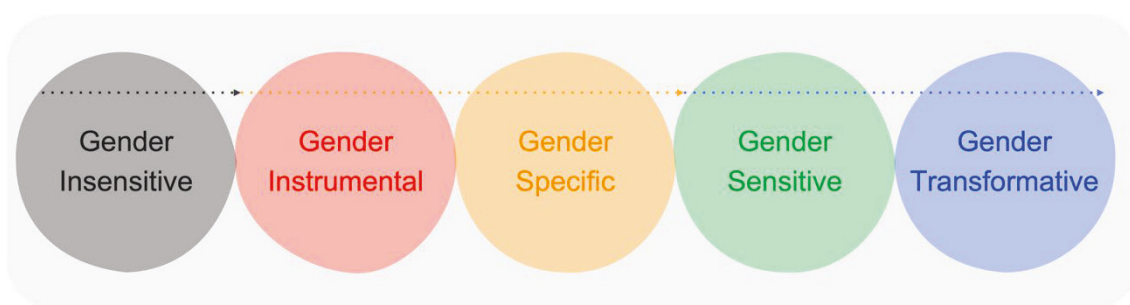 Gender
Insensitive
Gender
Instrumental
Gender
Specific
Gender
Sensitive
Gender
Transformative